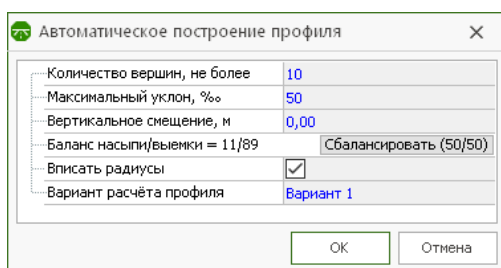 Автоматическое построение профиля
Количество вершин, не более 10
Максимальный уклон, ‰ 50
Вертикальное смещение, м 0,00
Баланс насыпи/выемки = 11/89 Сбалансировать (50/50)
Вписать радиусы
Вариант расчёта профиля Вариант 1
ОК Отмена